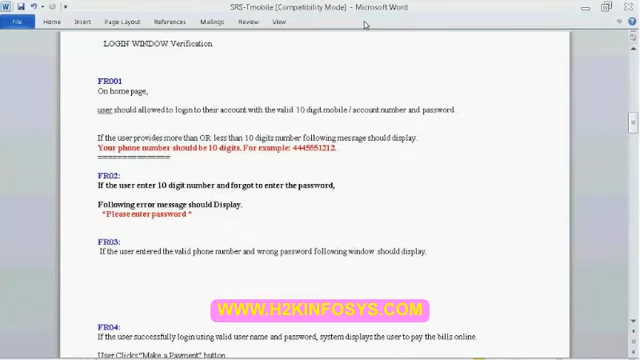 SRS-Tmobile [Compatibility Mode] - Microsoft Word
File Home Insert Page Layout References Mailings Review View
LOGIN WINDOW Verification
FR001
On home page,
user should allowed to login to their account with the valid 10 digit mobile / account number and password.
If the user provides more than OR less than 10 digits number following message should display.
Your phone number should be 10 digits. For example: 4445551212.
===============
FR02:
If the user enter 10 digit number and forgot to enter the password,
Following error message should Display.
"Please enter password "
FR03:
If the user entered the valid phone number and wrong password following window should display.
WWW.H2KINFOSYS.COM
FR04:
If the user successfully login using valid user name and password, system displays the user to pay the bills online.
User Clicks "Make a Payment" button